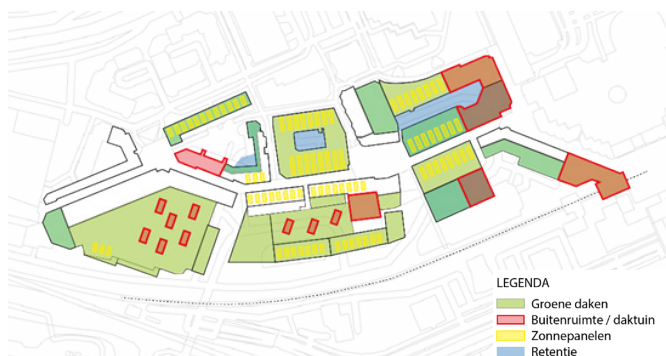 LEGENDA
Groene daken
Buitenruimte / daktuin
Zonnepanelen
Retentie